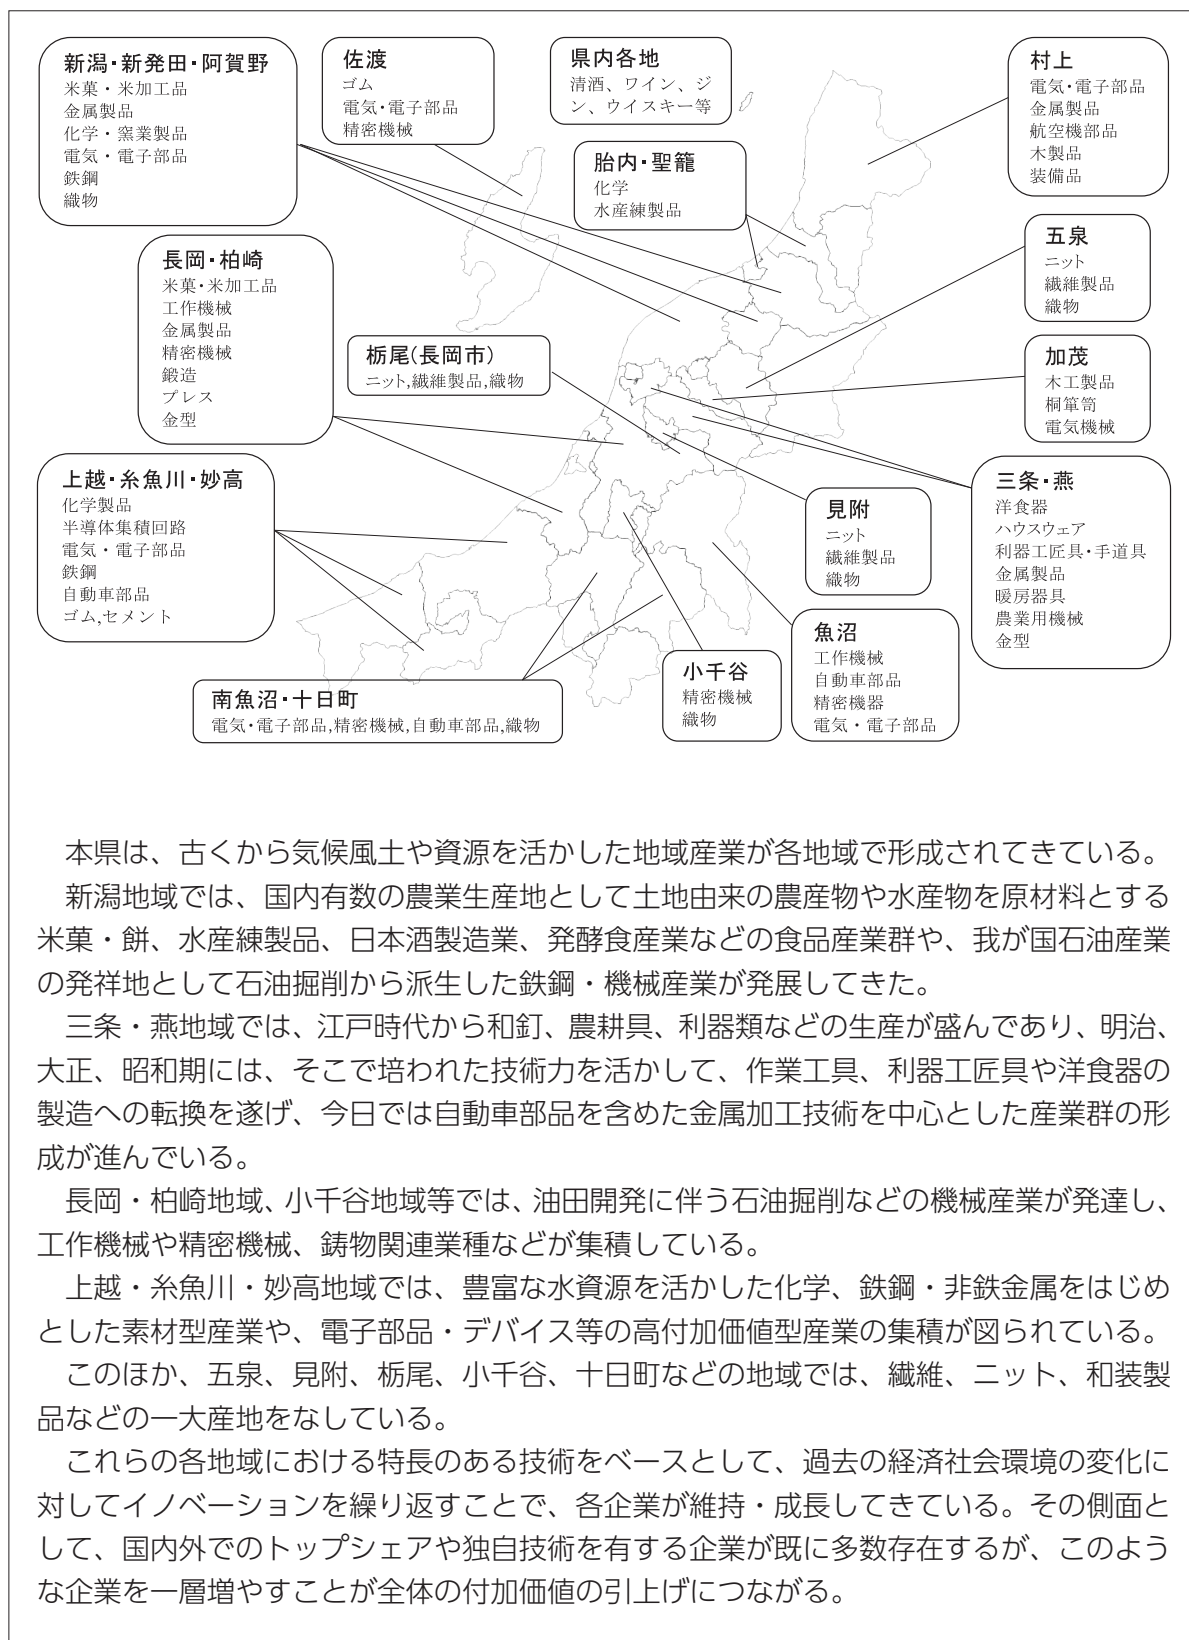 新潟・新発田・阿賀野
米菓・米加工品
金属製品
化学・窯業製品
電気・電子部品
鉄鋼
織物
佐渡
ゴム
電気・電子部品
精密機械
県内各地
清酒、ワイン、ジ
ン、ウイスキー等
村上
電気・電子部品
金属製品
航空機部品
木製品
装備品
胎内・聖籠
化学
水産練製品
長岡・柏崎
米菓・米加工品
工作機械
金属製品
精密機械
鍛造
プレス
金型
五泉
ニット
繊維製品
織物
栃尾(長岡市)
ニット,繊維製品,織物
加茂
木工製品
桐簞笥
電気機械
上越・糸魚川・妙高
化学製品
半導体集積回路
電気・電子部品
鉄鋼
自動車部品
ゴム,セメント
三条・燕
洋食器
ハウスウェア
利器工匠具・手道具
金属製品
暖房器具
農業用機械
金型
見附
ニット
繊維製品
織物
魚沼
工作機械
自動車部品
精密機器
電気・電子部品
小千谷
精密機械
織物
南魚沼・十日町
電気・電子部品,精密機械,自動車部品,織物
本県は、古くから気候風土や資源を活かした地域産業が各地域で形成されてきている。
新潟地域では、国内有数の農業生産地として土地由来の農産物や水産物を原材料とする
米菓・餅、水産練製品、日本酒製造業、発酵食産業などの食品産業群や、我が国石油産業
の発祥地として石油掘削から派生した鉄鋼・機械産業が発展してきた。
三条・燕地域では、江戸時代から和釘、農耕具、利器類などの生産が盛んであり、明治、
大正、昭和期には、そこで培われた技術力を活かして、作業工具、利器工匠具や洋食器の
製造への転換を遂げ、今日では自動車部品を含めた金属加工技術を中心とした産業群の形
成が進んでいる。
長岡・柏崎地域、小千谷地域等では、油田開発に伴う石油掘削などの機械産業が発達し、
工作機械や精密機械、鋳物関連業種などが集積している。
上越・糸魚川・妙高地域では、豊富な水資源を活かした化学、鉄鋼・非鉄金属をはじめ
とした素材型産業や、電子部品・デバイス等の高付加価値型産業の集積が図られている。
このほか、五泉、見附、栃尾、小千谷、十日町などの地域では、繊維、ニット、和装製
品などの一大産地をなしている。
これらの各地域における特長のある技術をベースとして、過去の経済社会環境の変化に
対してイノベーションを繰り返すことで、各企業が維持・成長してきている。その側面と
して、国内外でのトップシェアや独自技術を有する企業が既に多数存在するが、このよう
な企業を一層増やすことが全体の付加価値の引上げにつながる。